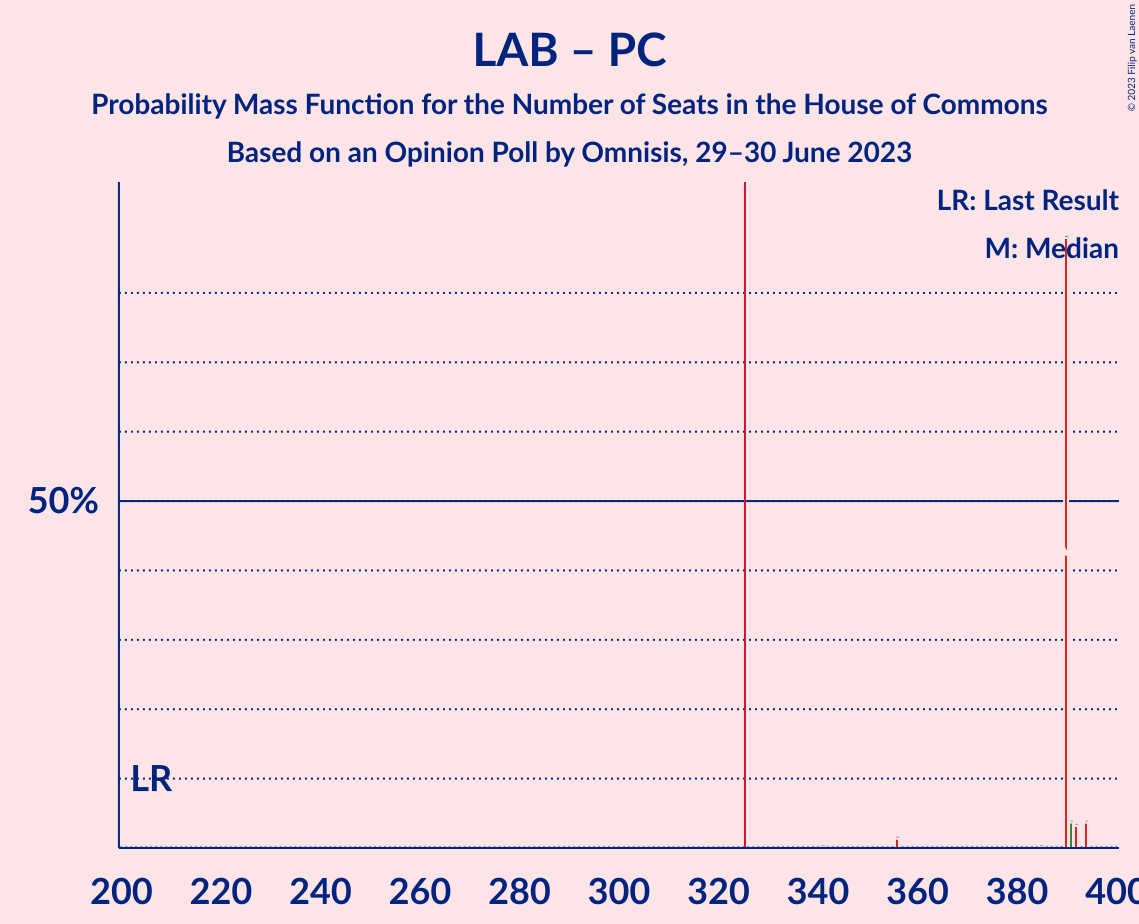 LAB – PC
Probability Mass Function for the Number of Seats in the House of Commons
Based on an Opinion Poll by Omnisis, 29–30 June 2023
© 2023 Filip van Laenen
LR: Last Result
M: Median
50%
LR
200 220 240 260 280 300 320 340 360 380 400